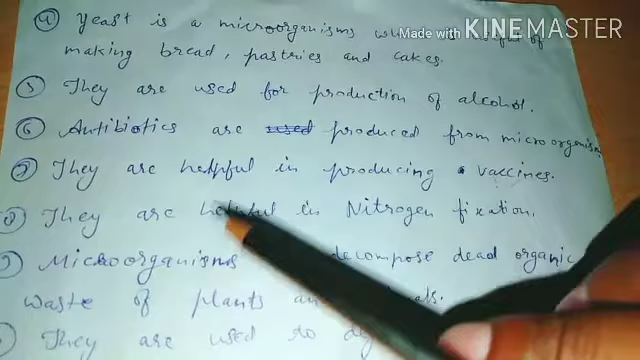 ④ Yeast is a microorganisms
Made with KINEMASTER
making bread, pastries and cakes.
⑤ They are used for production of alcohol.
⑥ Antibiotics are used produced from microorganism
⑦ They are helpful in producing vaccines.
⑧ They are helpful in Nitrogen fixation.
Microorganisms decompose dead organic
waste of plants
They are used to